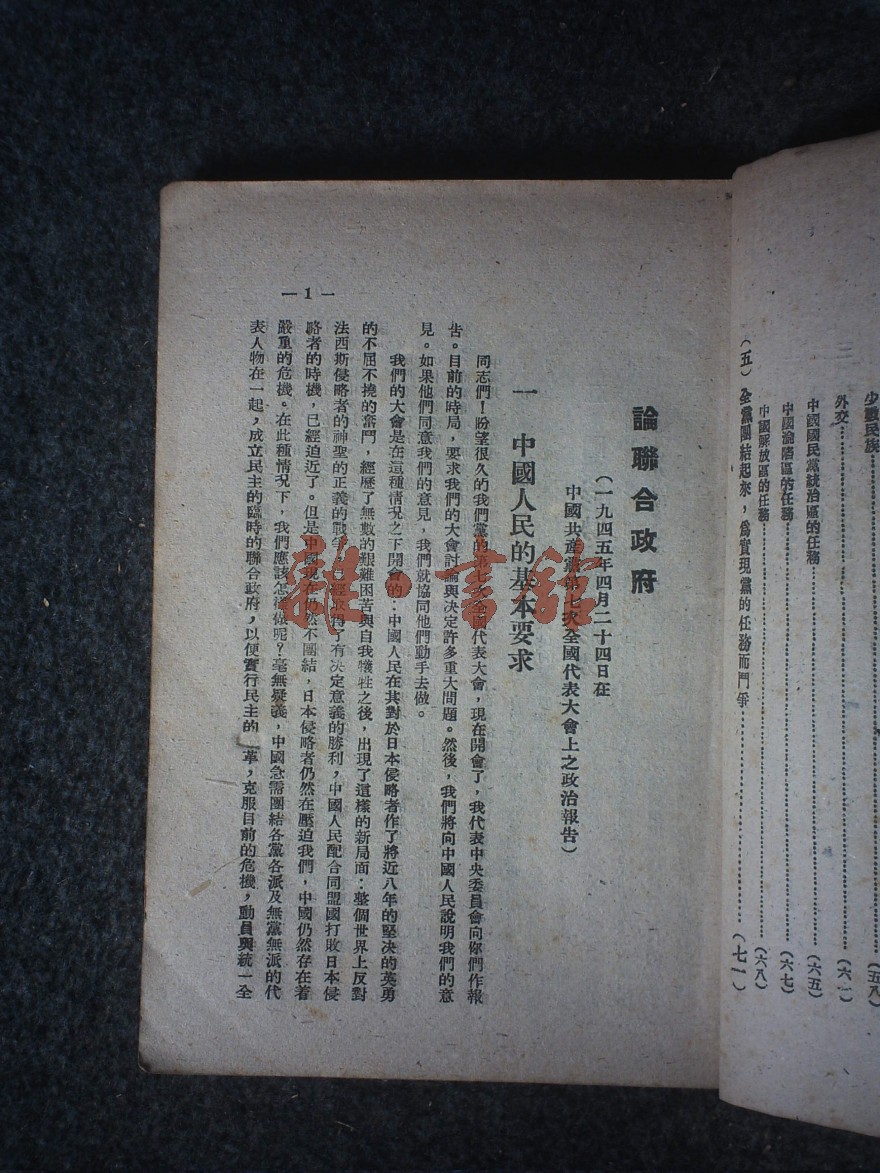 少數民族(五八)
外交(六一)
中國國民黨統治區的任務(六五)
中國淪陷區的任務(六七)
中國解放區的任務(六八)
(五)全黨團結起來,爲實現黨的任務而鬥爭(七一)
論聯合政府
(一九四五年四月二十四日在
中國共產黨第七次全國代表大會上之政治報告)
一 中國人民的基本要求
同志們!盼望很久的我們黨的第七次全國代表大會,現在開會了,我代表中央委員會向你們作報
告。目前的時局,要求我們的大會討論與決定許多重大問題。然後,我們將向中國人民說明我們的意
見。如果他們同意我們的意見,我們就協同他們動手去做。
我們的大會是在這種情況之下開會的:中國人民在其對於日本侵略者作了將近八年的堅決的英勇
的不屈不撓的奮鬥,經歷了無數的艱難困苦與自我犧牲之後,出現了這樣的新局面:整個世界上反對
法西斯侵略者的神聖的正義的戰爭,已經取得了有決定意義的勝利,中國人民配合同盟國打敗日本侵
略者的時機,已經迫近了。但是中國現在仍然不團結,日本侵略者仍然在壓迫我們,中國仍然存在着
嚴重的危機。在此種情況下,我們應該怎樣做呢?毫無疑義,中國急需團結各黨各派及無黨無派的代
表人物在一起,成立民主的臨時的聯合政府,以便實行民主的 革,克服目前的危機,動員與統一全
—1—
雜·書館